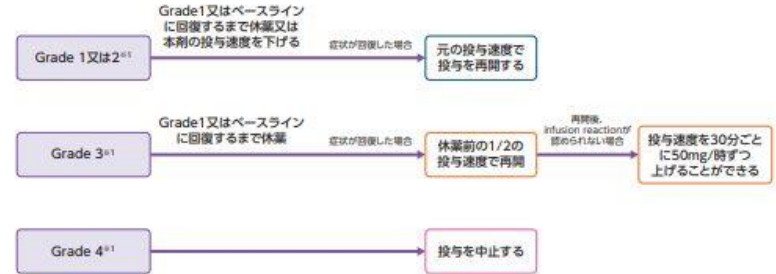 Grade1又はベースライン
に回復するまで休薬又は
本剤の投与速度を下げる
Grade 1又は2※1
症状が回復した場合
元の投与速度で
投与を再開する
Grade1又はベースライン
に回復するまで休薬
Grade 3※1
症状が回復した場合
休薬前の1/2の
投与速度で再開
再開後、
infusion reactionが
認められない場合
投与速度を30分ごと
に50mg/時ずつ
上げることができる
Grade 4※1
投与を中止する